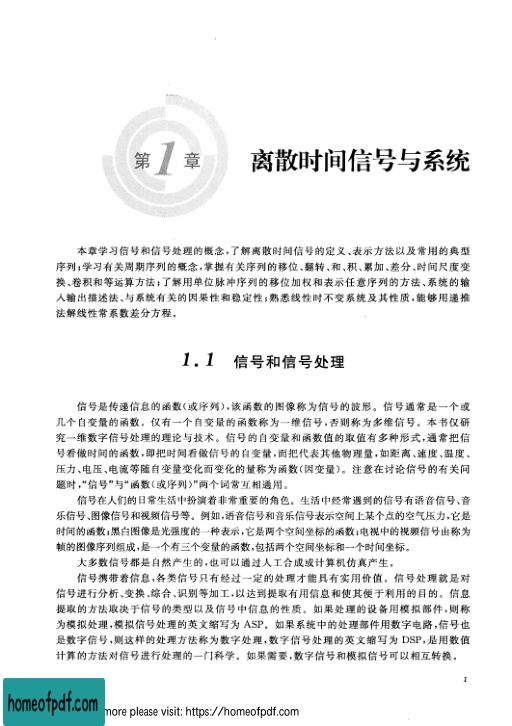 第1章
离散时间信号与系统
本章学习信号和信号处理的概念,了解离散时间信号的定义、表示方法以及常用的典型
序列;学习有关周期序列的概念,掌握有关序列的移位、翻转、和、积、累加、差分、时间尺度变
换、卷积和等运算方法;了解用单位脉冲序列的移位加权和表示任意序列的方法、系统的输
入输出描述法、与系统有关的因果性和稳定性;熟悉线性时不变系统及其性质,能够用递推
法解线性常系数差分方程。
1.1 信号和信号处理
信号是传递信息的函数(或序列),该函数的图像称为信号的波形。信号通常是一个或
几个自变量的函数。仅有一个自变量的函数称为一维信号,否则称为多维信号。本书仅研
究一维数字信号处理的理论与技术。信号的自变量和函数值的取值有多种形式,通常把信
号看做时间的函数,即把时间看做信号的自变量,而把代表其他物理量,如距离、速度、温度、
压力、电压、电流等随自变量变化而变化的量称为函数(因变量)。注意在讨论信号的有关问
题时,“信号”与“函数(或序列)”两个词常互相通用。
信号在人们的日常生活中扮演着非常重要的角色。生活中经常遇到的信号有语音信号、音
乐信号、图像信号和视频信号等。例如,语音信号和音乐信号表示空间上某个点的空气压力,它是
时间的函数;黑白图像是光强度的一种表示,它是两个空间坐标的函数;电视中的视频信号由称为
帧的图像序列组成,是一个有三个变量的函数,包括两个空间坐标和一个时间坐标。
大多数信号都是自然产生的,也可以通过人工合成或计算机仿真产生。
信号携带着信息,各类信号只有经过一定的处理才能具有实用价值。信号处理就是对
信号进行分析、变换、综合、识别等加工,以达到提取有用信息和使其便于利用的目的。信息
提取的方法取决于信号的类型以及信号中信息的性质。如果处理的设备用模拟部件,则称
为模拟处理,模拟信号处理的英文缩写为 ASP。如果系统中的处理部件用数字电路,信号也
是数字信号,则这样的处理方法称为数字处理,数字信号处理的英文缩写为 DSP,是用数值
计算的方法对信号进行处理的一门科学。如果需要,数字信号和模拟信号可以相互转换。
1
homeofpdf.com
more please visit: https://homeofpdf.com